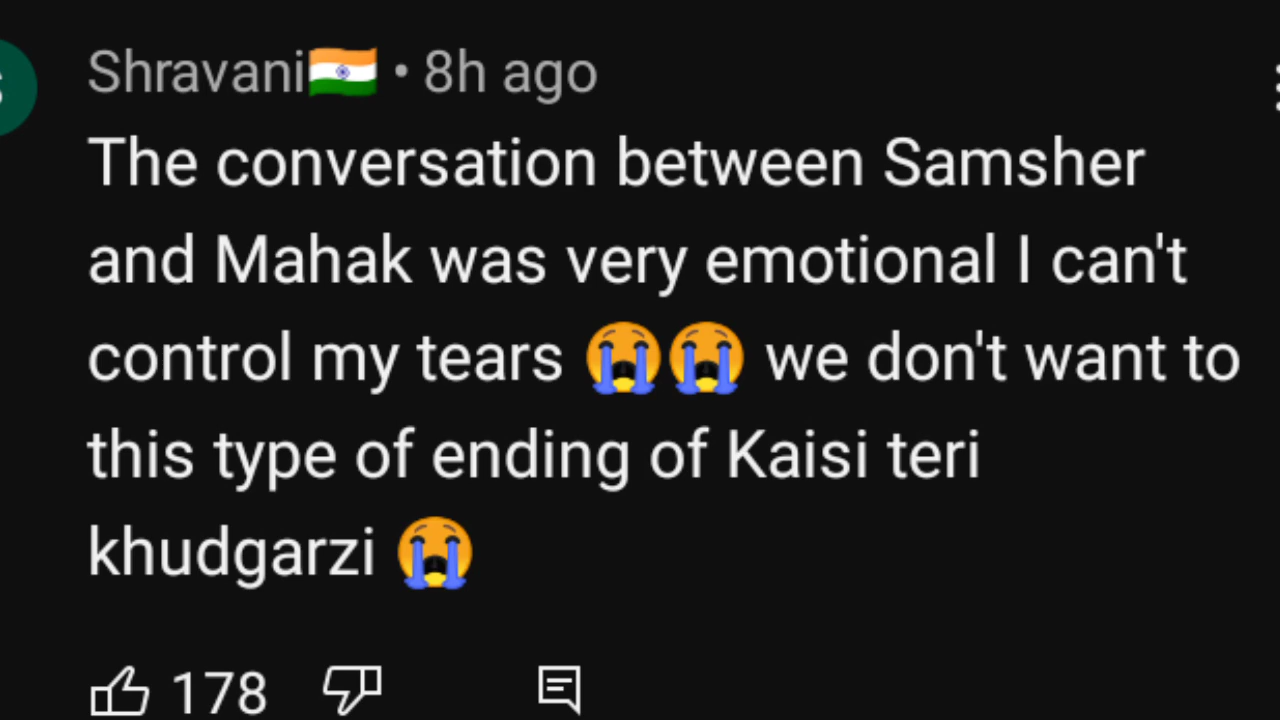 Shravani🇮🇳 • 8h ago
The conversation between Samsher
and Mahak was very emotional I can't
control my tears 😭😭 we don't want to
this type of ending of Kaisi teri
khudgarzi 😭
178